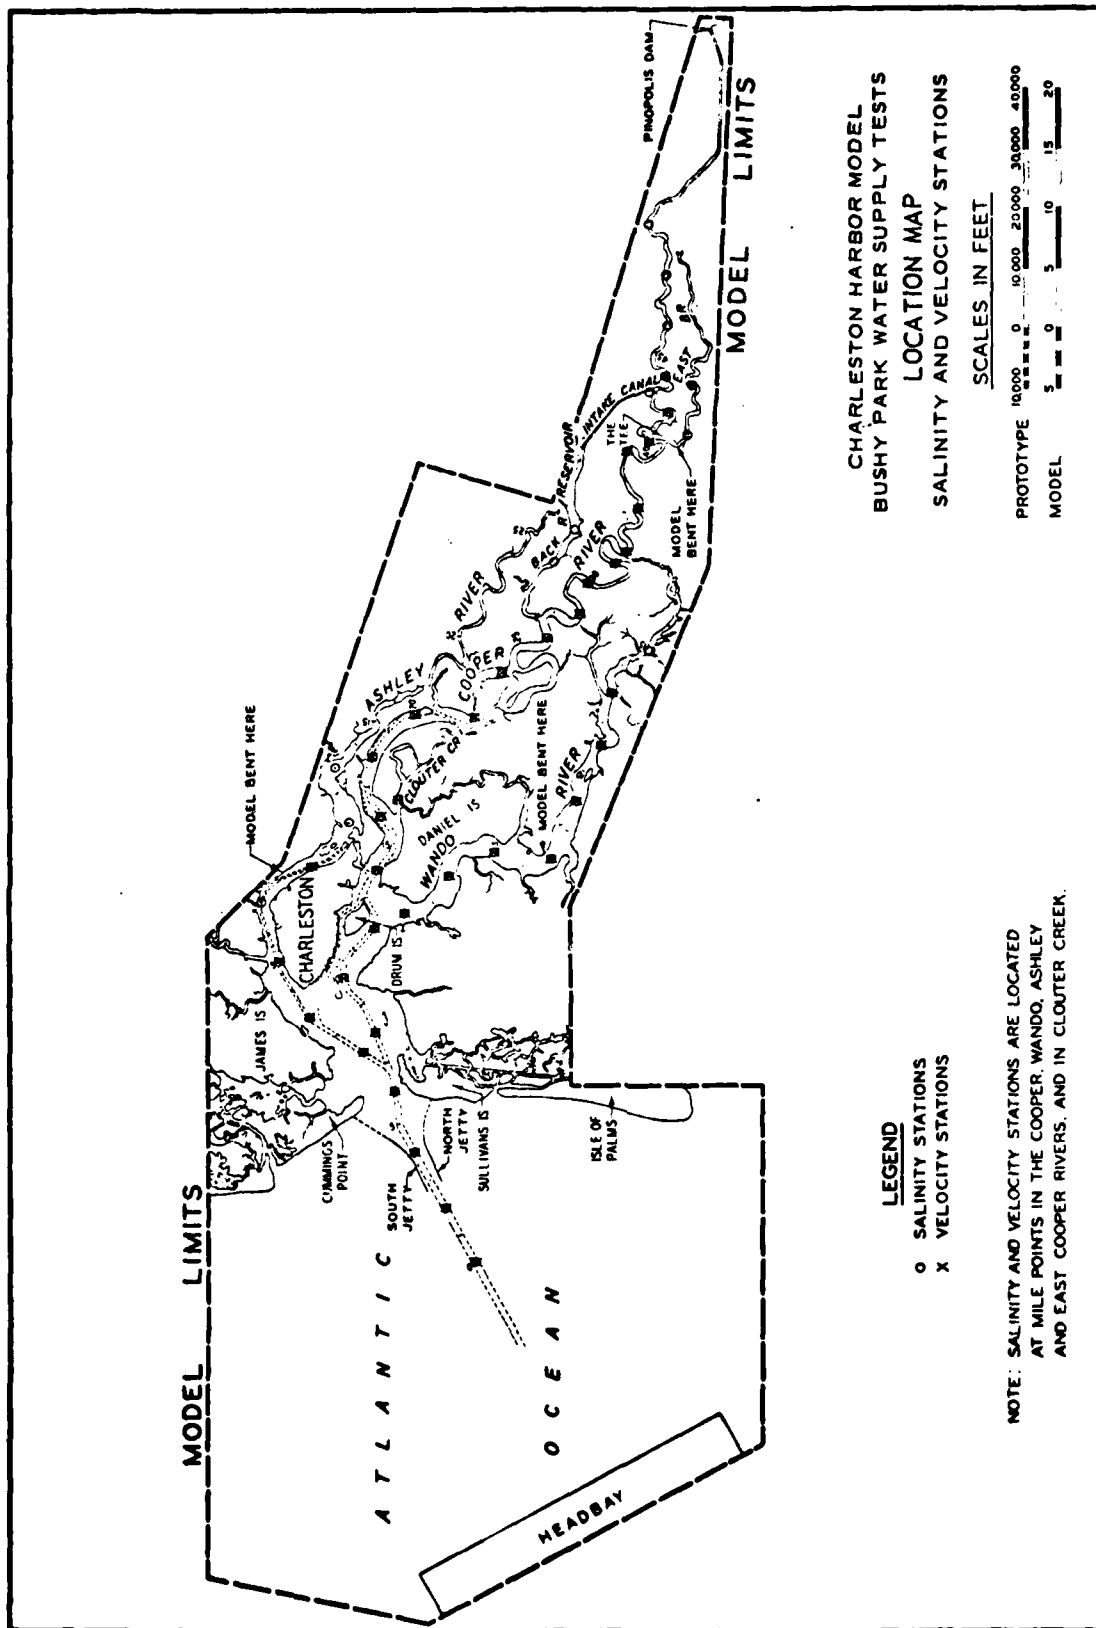 CHARLESTON HARBOR MODEL
BUSHY PARK WATER SUPPLY TESTS
LOCATION MAP
SALINITY AND VELOCITY STATIONS
SCALES IN FEET
PROTOTYPE 10,000 0 10,000 20,000 30,000 40,000
MODEL 5 0 5 10 15 20
MODEL LIMITS
MODEL LIMITS
PINOPOLIS DAM
EAST BR
INTAKE CANAL
THE TEE
RESERVOIR
BACK R
MODEL BENT HERE
ASHLEY RIVER
COOPER RIVER
CLOUTER CR
DANIEL IS
WANDO RIVER
MODEL BENT HERE
MODEL BENT HERE
CHARLESTON
DRUM IS
JAMES IS
CUMMINGS POINT
SOUTH JETTY
NORTH JETTY
SULLIVANS IS
ISLE OF PALMS
ATLANTIC
OCEAN
HEADBAY
LEGEND
o SALINITY STATIONS
x VELOCITY STATIONS
NOTE: SALINITY AND VELOCITY STATIONS ARE LOCATED
AT MILE POINTS IN THE COOPER, WANDO, ASHLEY
AND EAST COOPER RIVERS, AND IN CLOUTER CREEK.